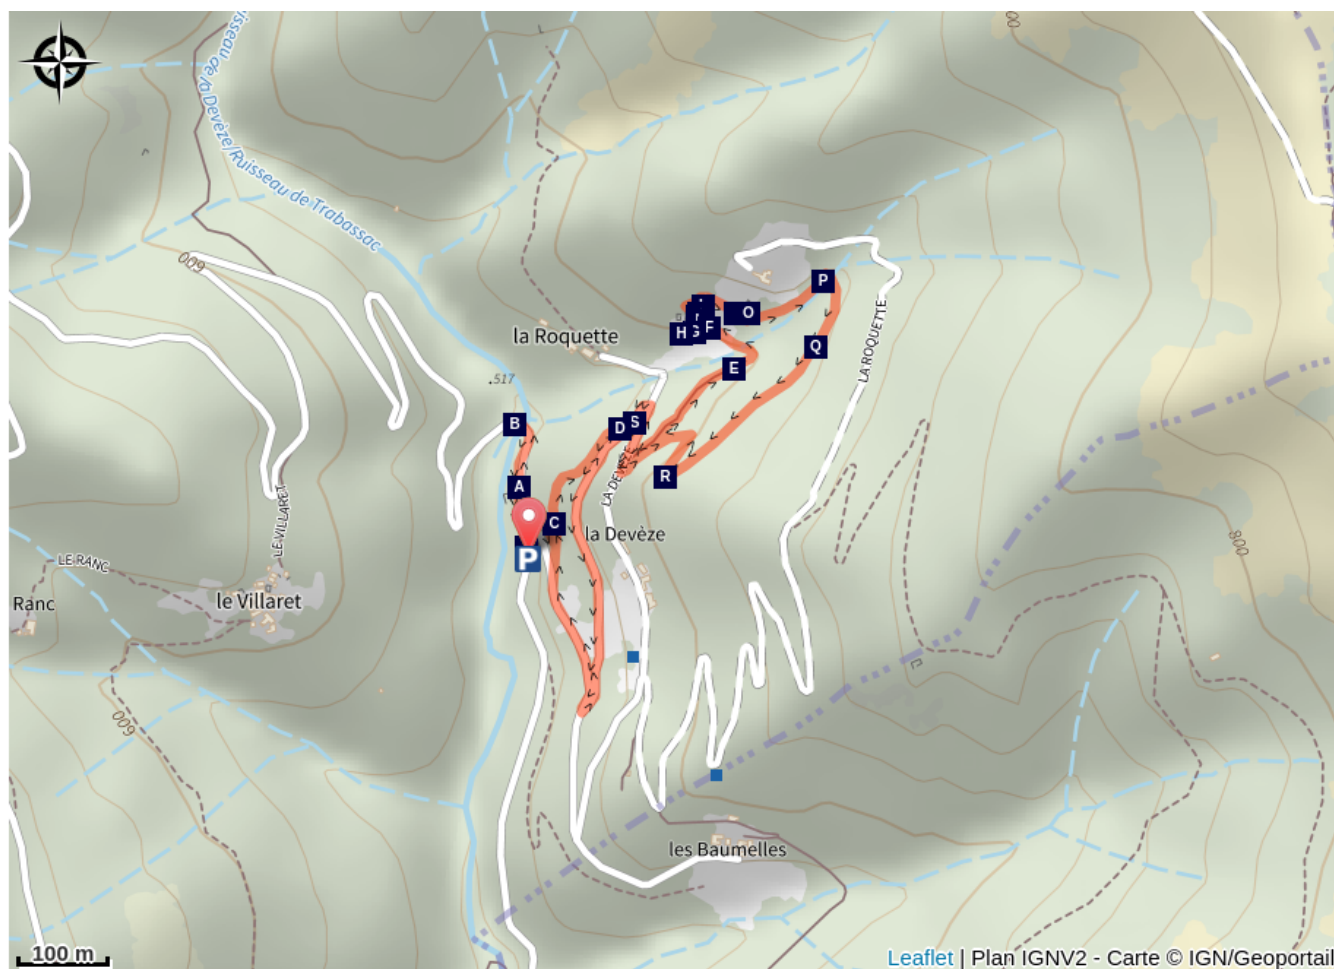 Ruisseau de la Devèze/Ruisseau de Trabassac
600
00
P
O
H
G
F
Q
LA ROQUETTE
la Roquette
E
.517
B
D
S
A
R
LA DEVÈZE
C
la Devèze
P
LE VILLARET
LE RANC
Ranc
le Villaret
800
600
les Baumelles
100 m
Leaflet | Plan IGNV2 - Carte © IGN/Geoportail